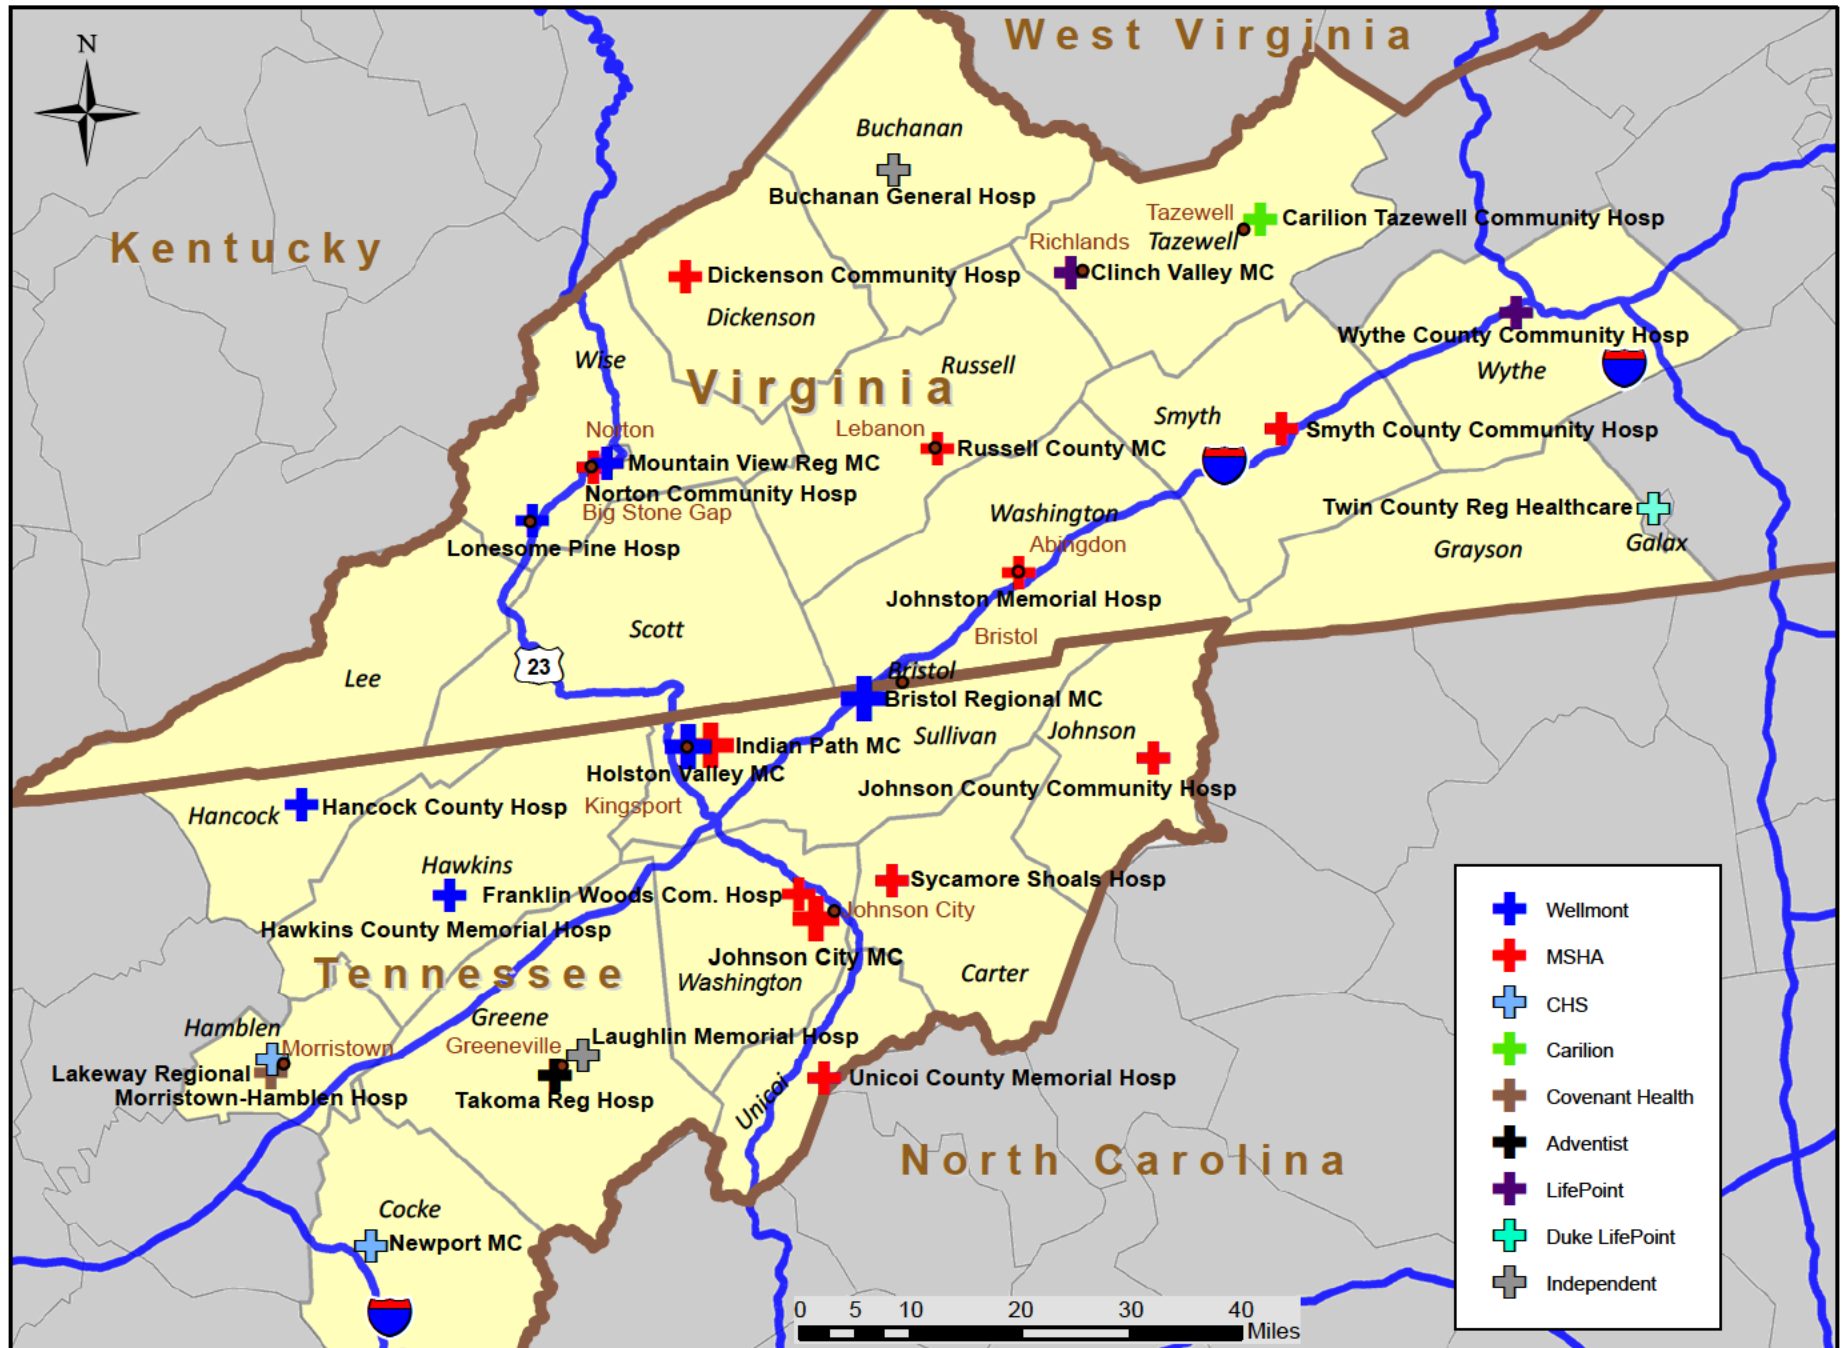 West Virginia
N
Buchanan
Buchanan General Hosp
Kentucky
Tazewell
Carilion Tazewell Community Hosp
Tazewell
Richlands
Clinch Valley MC
Dickenson Community Hosp
Dickenson
Wythe County Community Hosp
Wythe
Wise
Russell
Virginia
Smyth
Smyth County Community Hosp
Norton
Lebanon
Russell County MC
Mountain View Reg MC
Norton Community Hosp
Big Stone Gap
Lonesome Pine Hosp
Washington
Abingdon
Twin County Reg Healthcare
Grayson
Galax
Johnston Memorial Hosp
Scott
Bristol
23
Lee
Bristol
Bristol Regional MC
Sullivan
Johnson
Indian Path MC
Holston Valley MC
Johnson County Community Hosp
Kingsport
Hancock
Hancock County Hosp
Hawkins
Franklin Woods Com. Hosp
Sycamore Shoals Hosp
Johnson City
Hawkins County Memorial Hosp
Johnson City MC
Tennessee
Washington
Carter
Hamblen
Greene
Morristown
Greeneville
Laughlin Memorial Hosp
Lakeway Regional
Morristown-Hamblen Hosp
Takoma Reg Hosp
Unicoi
Unicoi County Memorial Hosp
North Carolina
Cocke
Newport MC
Wellmont
MSHA
CHS
Carilion
Covenant Health
Adventist
LifePoint
Duke LifePoint
Independent
0 5 10 20 30 40
Miles